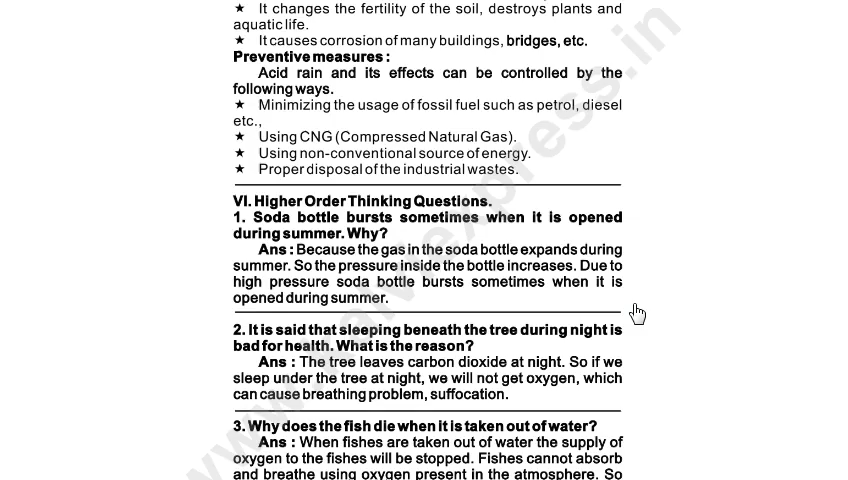 ★ It changes the fertility of the soil, destroys plants and
aquatic life.
★ It causes corrosion of many buildings, bridges, etc.
Preventive measures :
Acid rain and its effects can be controlled by the
following ways.
★ Minimizing the usage of fossil fuel such as petrol, diesel
etc.,
★ Using CNG (Compressed Natural Gas).
★ Using non-conventional source of energy.
★ Proper disposal of the industrial wastes.
VI. Higher Order Thinking Questions.
1. Soda bottle bursts sometimes when it is opened
during summer. Why?
Ans : Because the gas in the soda bottle expands during
summer. So the pressure inside the bottle increases. Due to
high pressure soda bottle bursts sometimes when it is
opened during summer.
2. It is said that sleeping beneath the tree during night is
bad for health. What is the reason?
Ans : The tree leaves carbon dioxide at night. So if we
sleep under the tree at night, we will not get oxygen, which
can cause breathing problem, suffocation.
3. Why does the fish die when it is taken out of water?
Ans : When fishes are taken out of water the supply of
oxygen to the fishes will be stopped. Fishes cannot absorb
and breathe using oxygen present in the atmosphere. So
www.kalviexpress.in